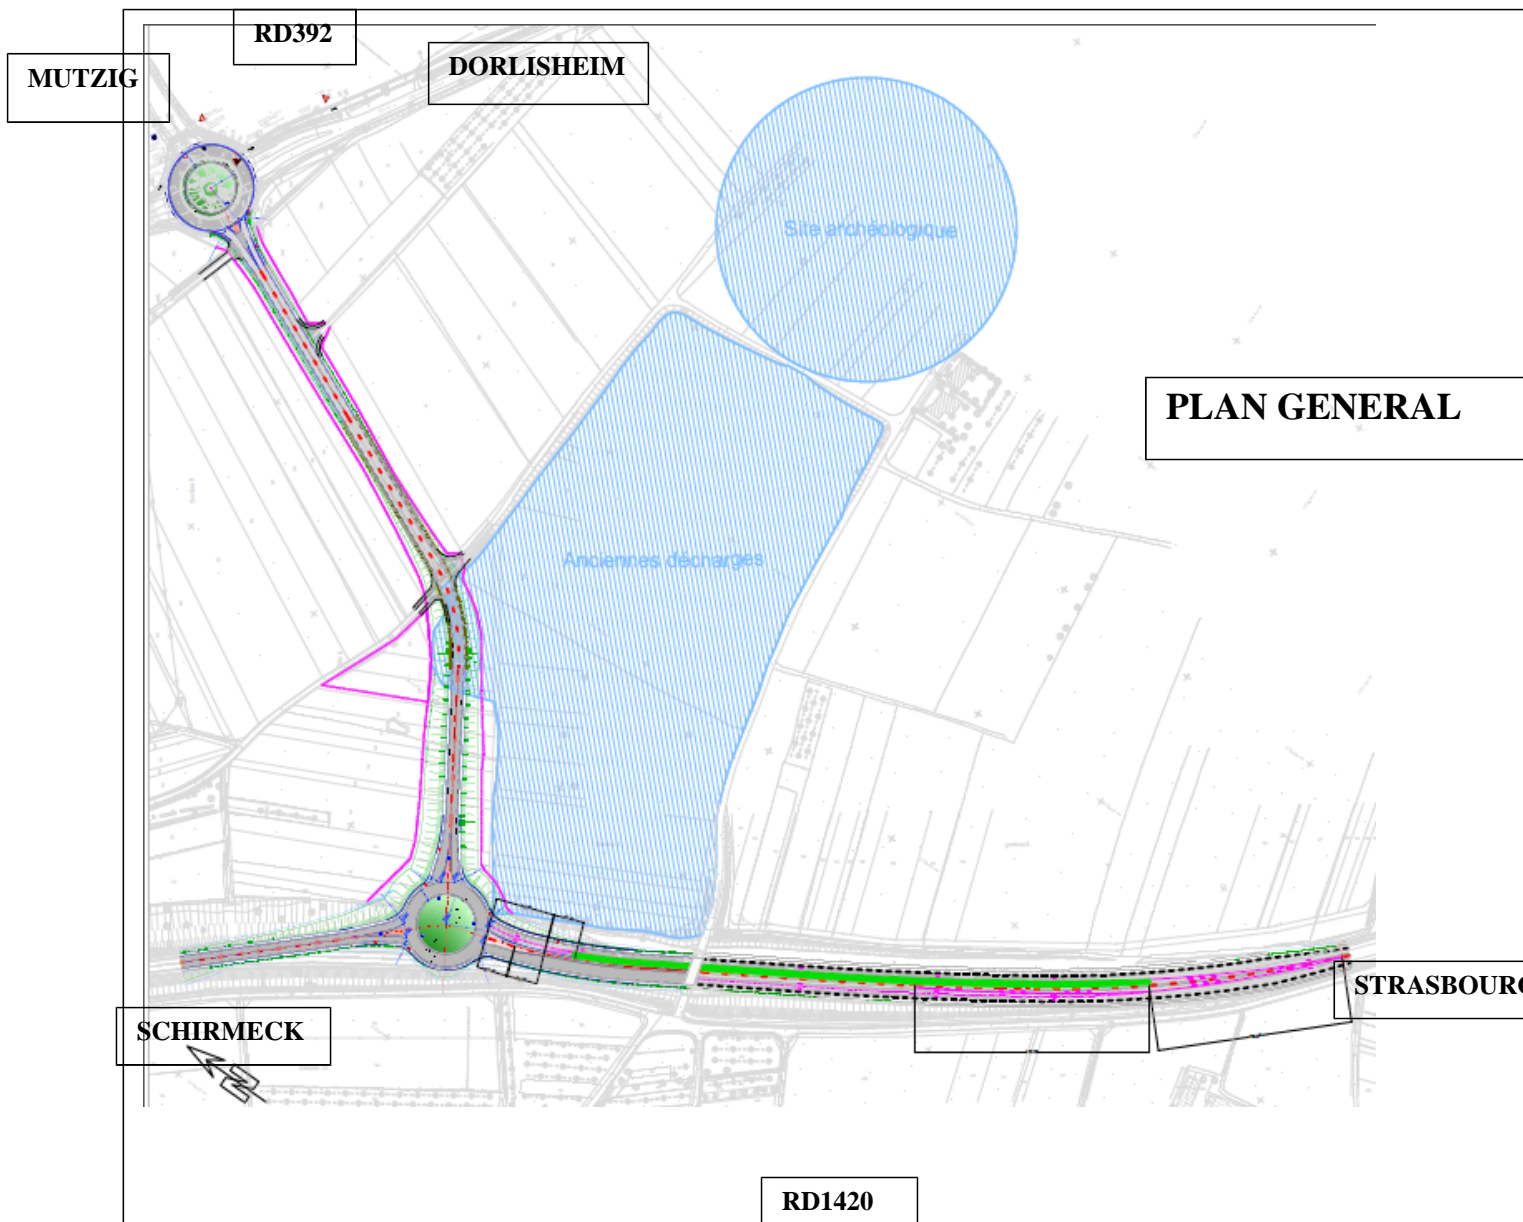 RD392
MUTZIG
DORLISHEIM
Site archéologique
PLAN GENERAL
Anciennes décharges
STRASBOURG
SCHIRMECK
N
RD1420